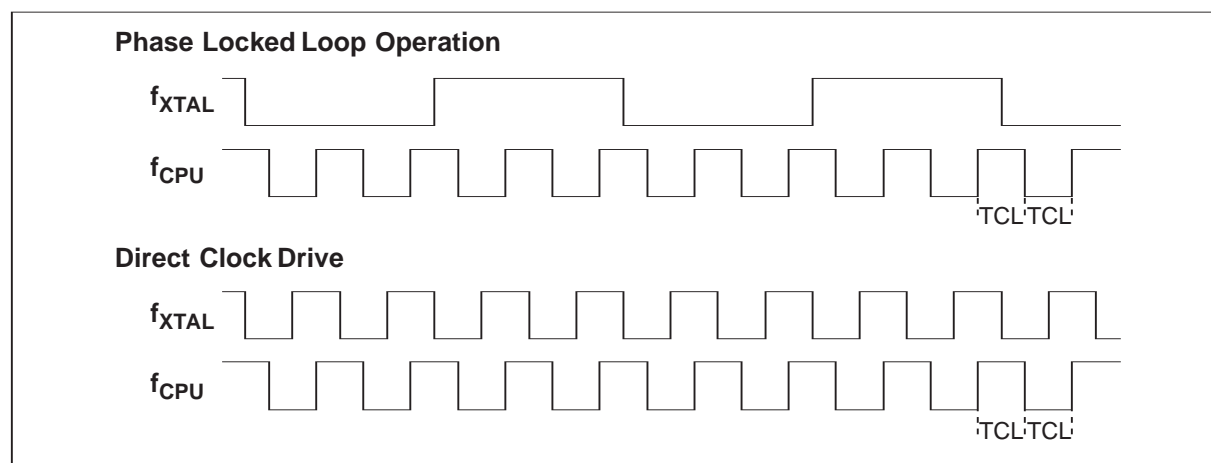 Phase Locked Loop Operation
fXTAL
fCPU
TCL TCL
Direct Clock Drive
fXTAL
fCPU
TCL TCL